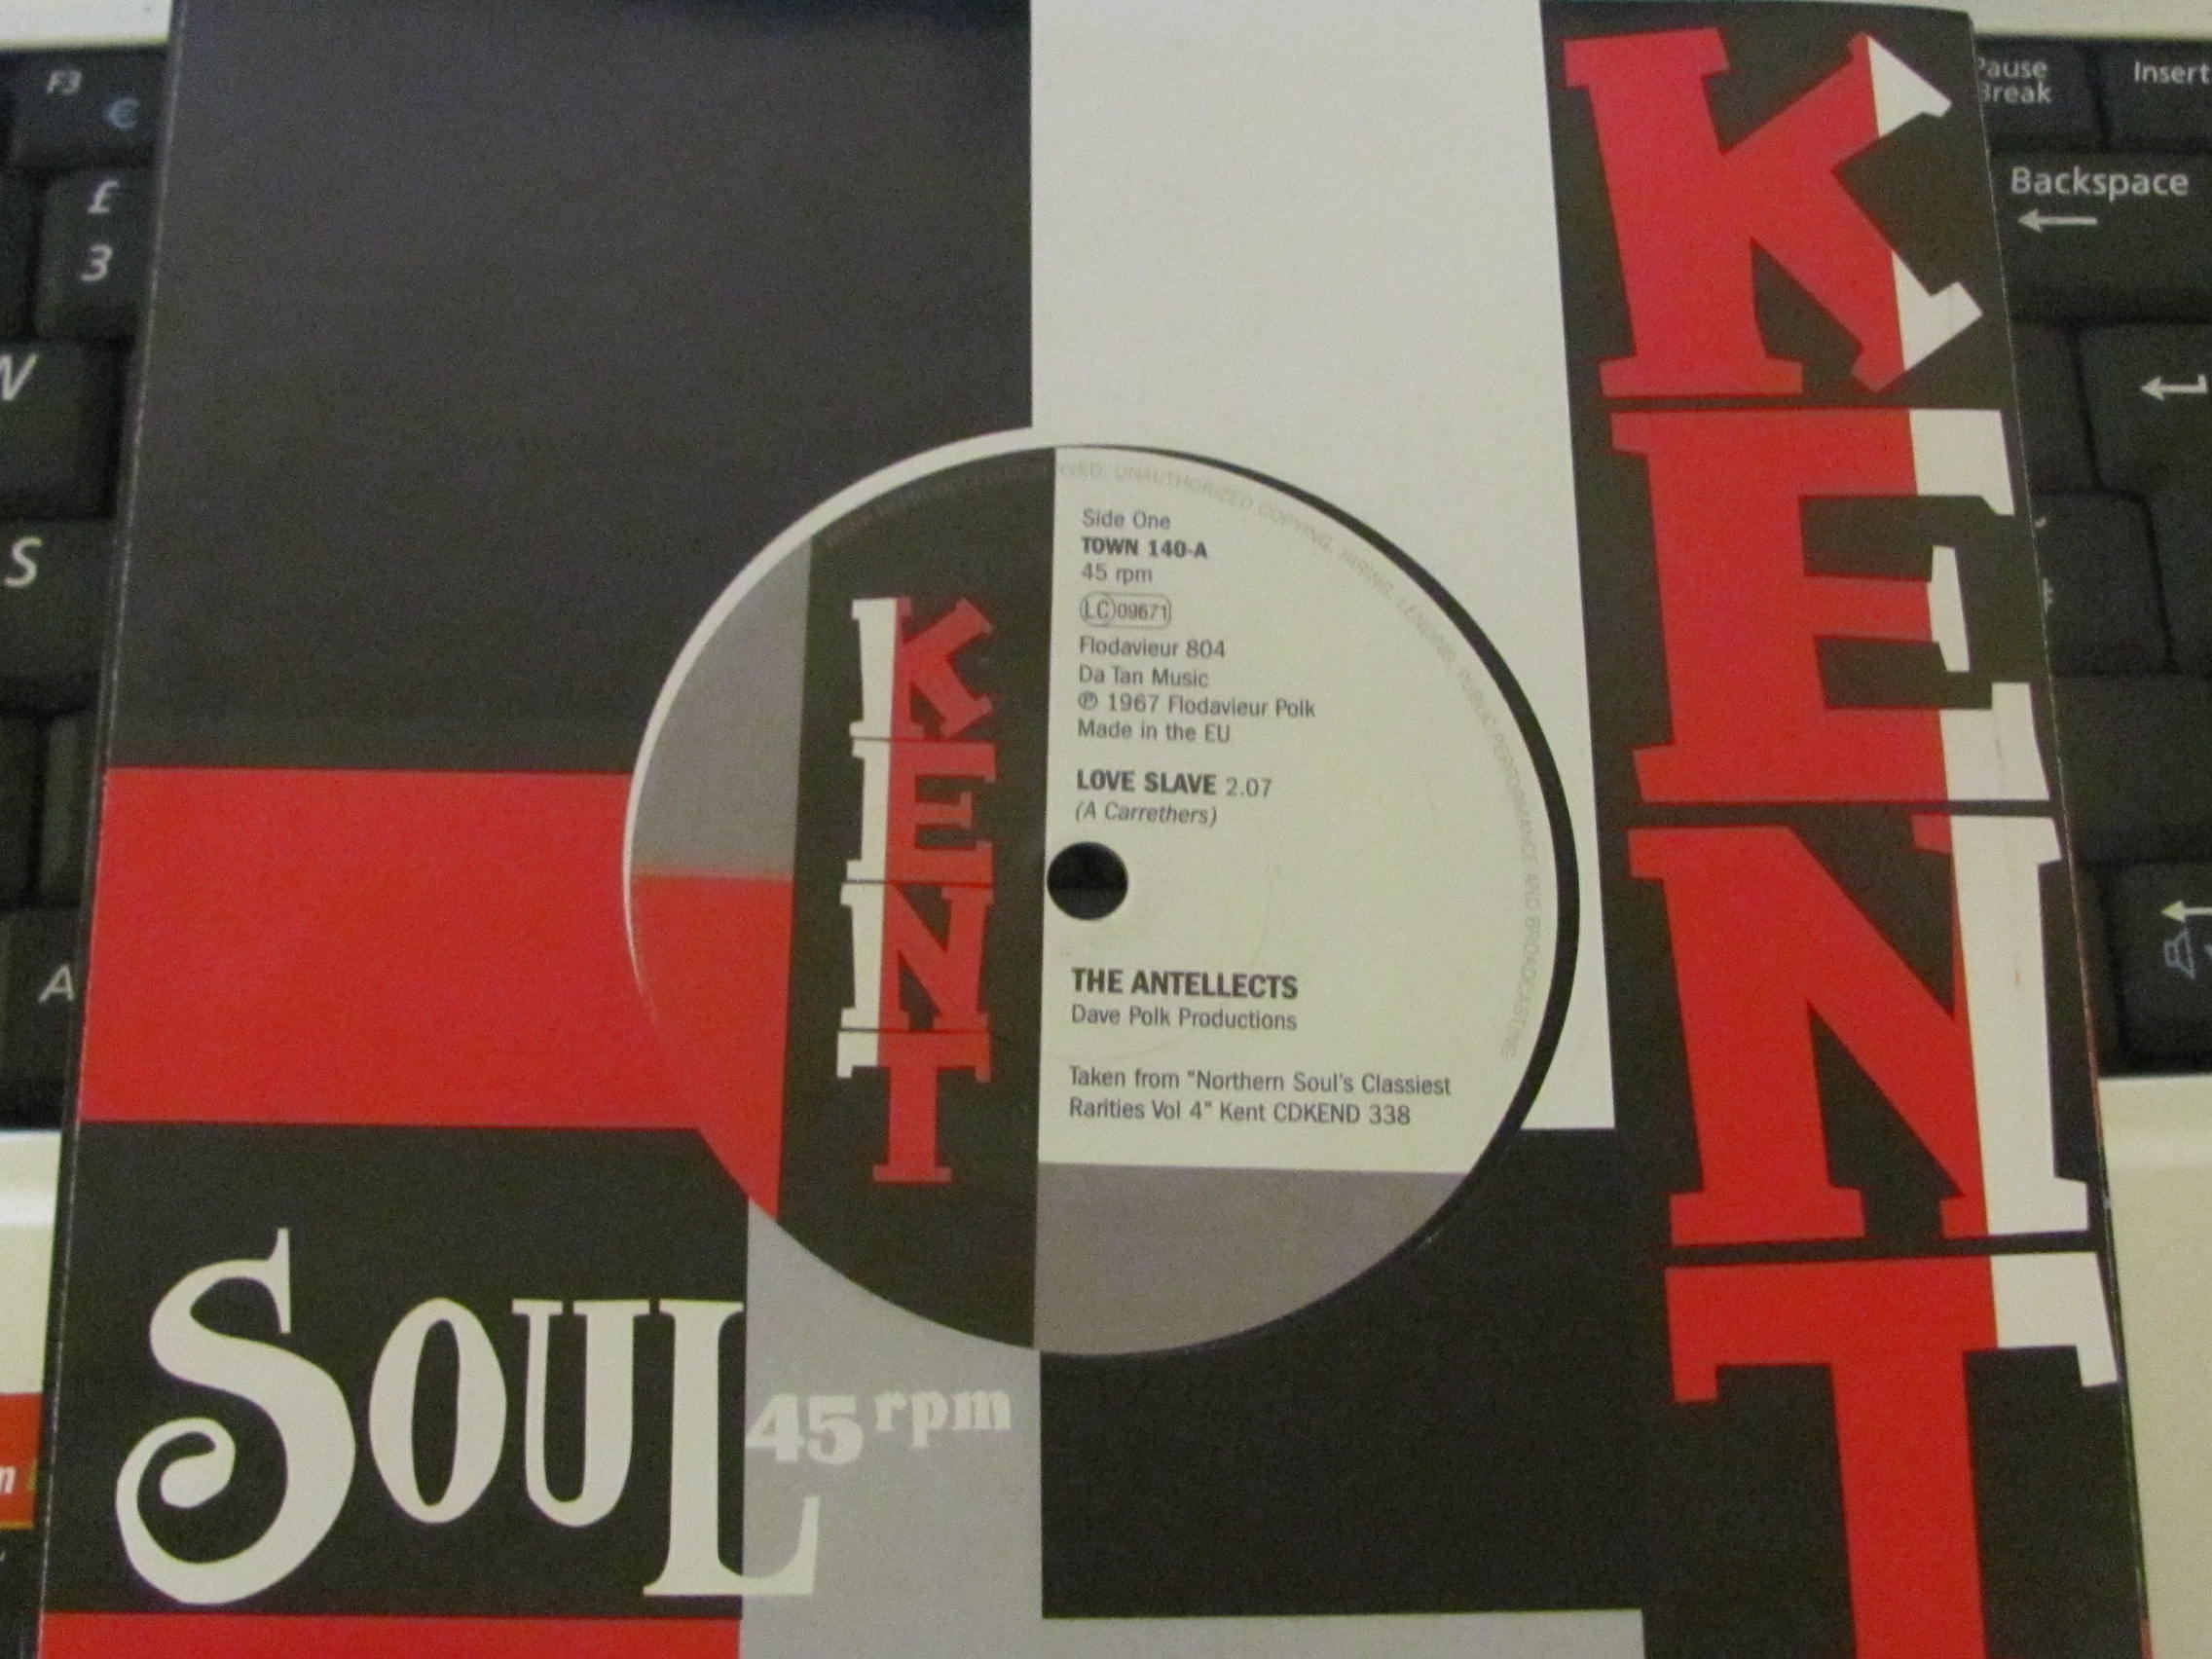 F3
€
£
3
W
S
A
Pause
Break
Insert
Backspace
KENT
KENT
UNAUTHORIZED COPYING, HIRING, LENDING, PUBLIC PERFORMANCE AND BROADCASTING
Side One
TOWN 140-A
45 rpm
LC 09671
Flodavieur 804
Da Tan Music
℗ 1967 Flodavieur Polk
Made in the EU
LOVE SLAVE 2.07
(A Carrethers)
THE ANTELLECTS
Dave Polk Productions
Taken from "Northern Soul's Classiest
Rarities Vol 4" Kent CDKEND 338
SOUL
45 rpm